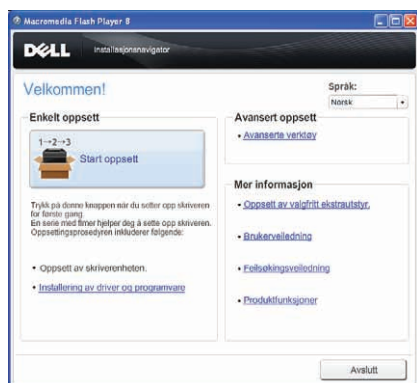 Macromedia Flash Player 8
DELL Installasjonsnavigator
Velkommen!
Språk:
Norsk
Enkelt oppsett
1→2→3
Start oppsett
Trykk på denne knappen når du setter opp skriveren
for første gang.
En serie med filmer hjelper deg å sette opp skriveren.
Oppsettingsprosedyren inkluderer følgende:
• Oppsett av skriverenheten.
• Installering av driver og programvare
Avansert oppsett
• Avanserte verktøy
Mer informasjon
• Oppsett av valgfritt ekstrautstyr.
• Brukerveiledning
• Feilsøkingsveiledning
• Produktfunksjoner
Avslutt